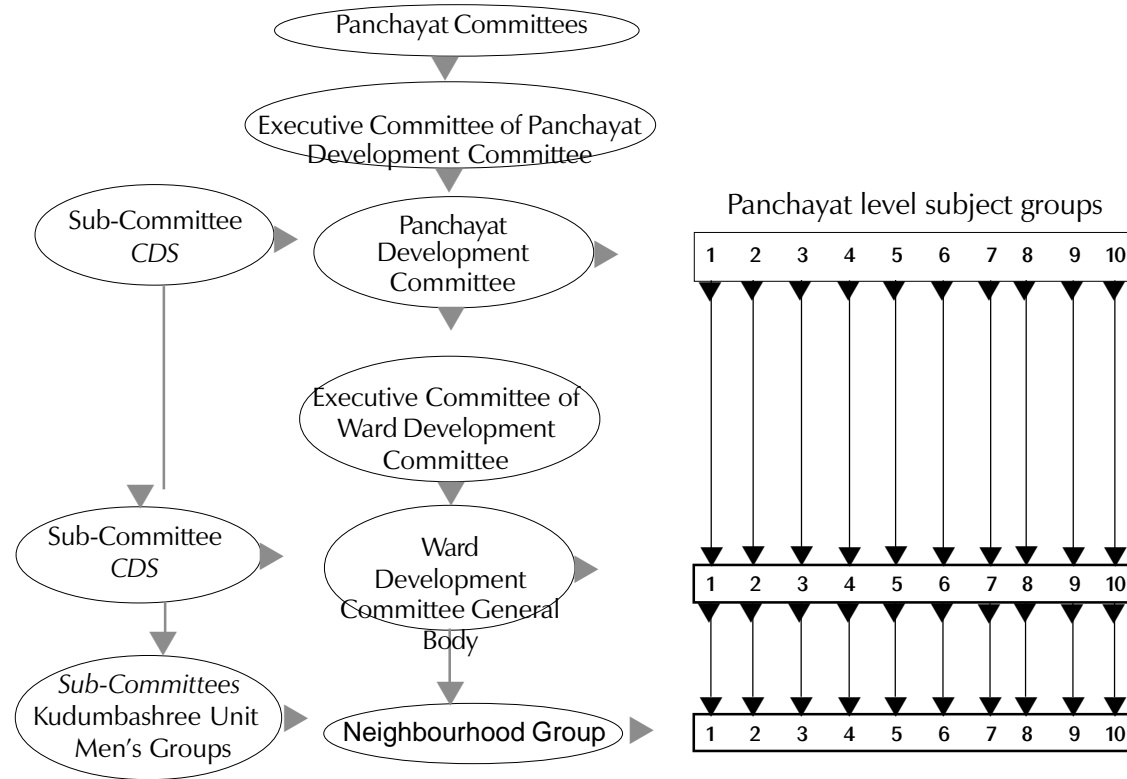 Panchayat Committees
Executive Committee of Panchayat
Development Committee
Sub-Committee
CDS
Panchayat
Development
Committee
Panchayat level subject groups
1 2 3 4 5 6 7 8 9 10
Executive Committee of
Ward Development
Committee
Sub-Committee
CDS
Ward
Development
Committee General
Body
1 2 3 4 5 6 7 8 9 10
Sub-Committees
Kudumbashree Unit
Men's Groups
Neighbourhood Group
1 2 3 4 5 6 7 8 9 10